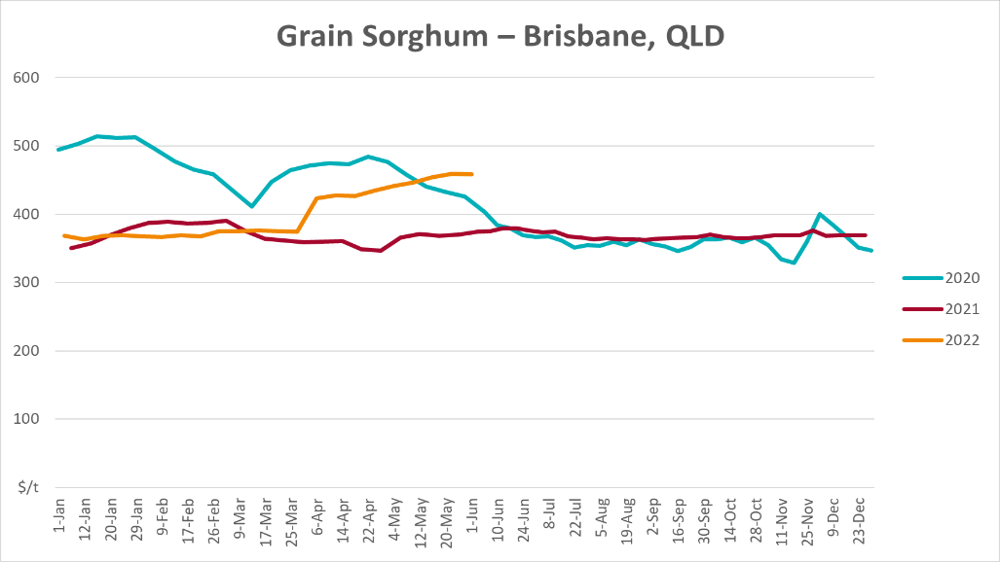 Grain Sorghum – Brisbane, QLD
600
500
400
300
200
100
$/t
1-Jan
12-Jan
20-Jan
29-Jan
9-Feb
17-Feb
26-Feb
9-Mar
17-Mar
25-Mar
6-Apr
14-Apr
22-Apr
4-May
12-May
20-May
1-Jun
10-Jun
24-Jun
8-Jul
22-Jul
5-Aug
19-Aug
2-Sep
16-Sep
30-Sep
14-Oct
28-Oct
11-Nov
25-Nov
9-Dec
23-Dec
2020
2021
2022